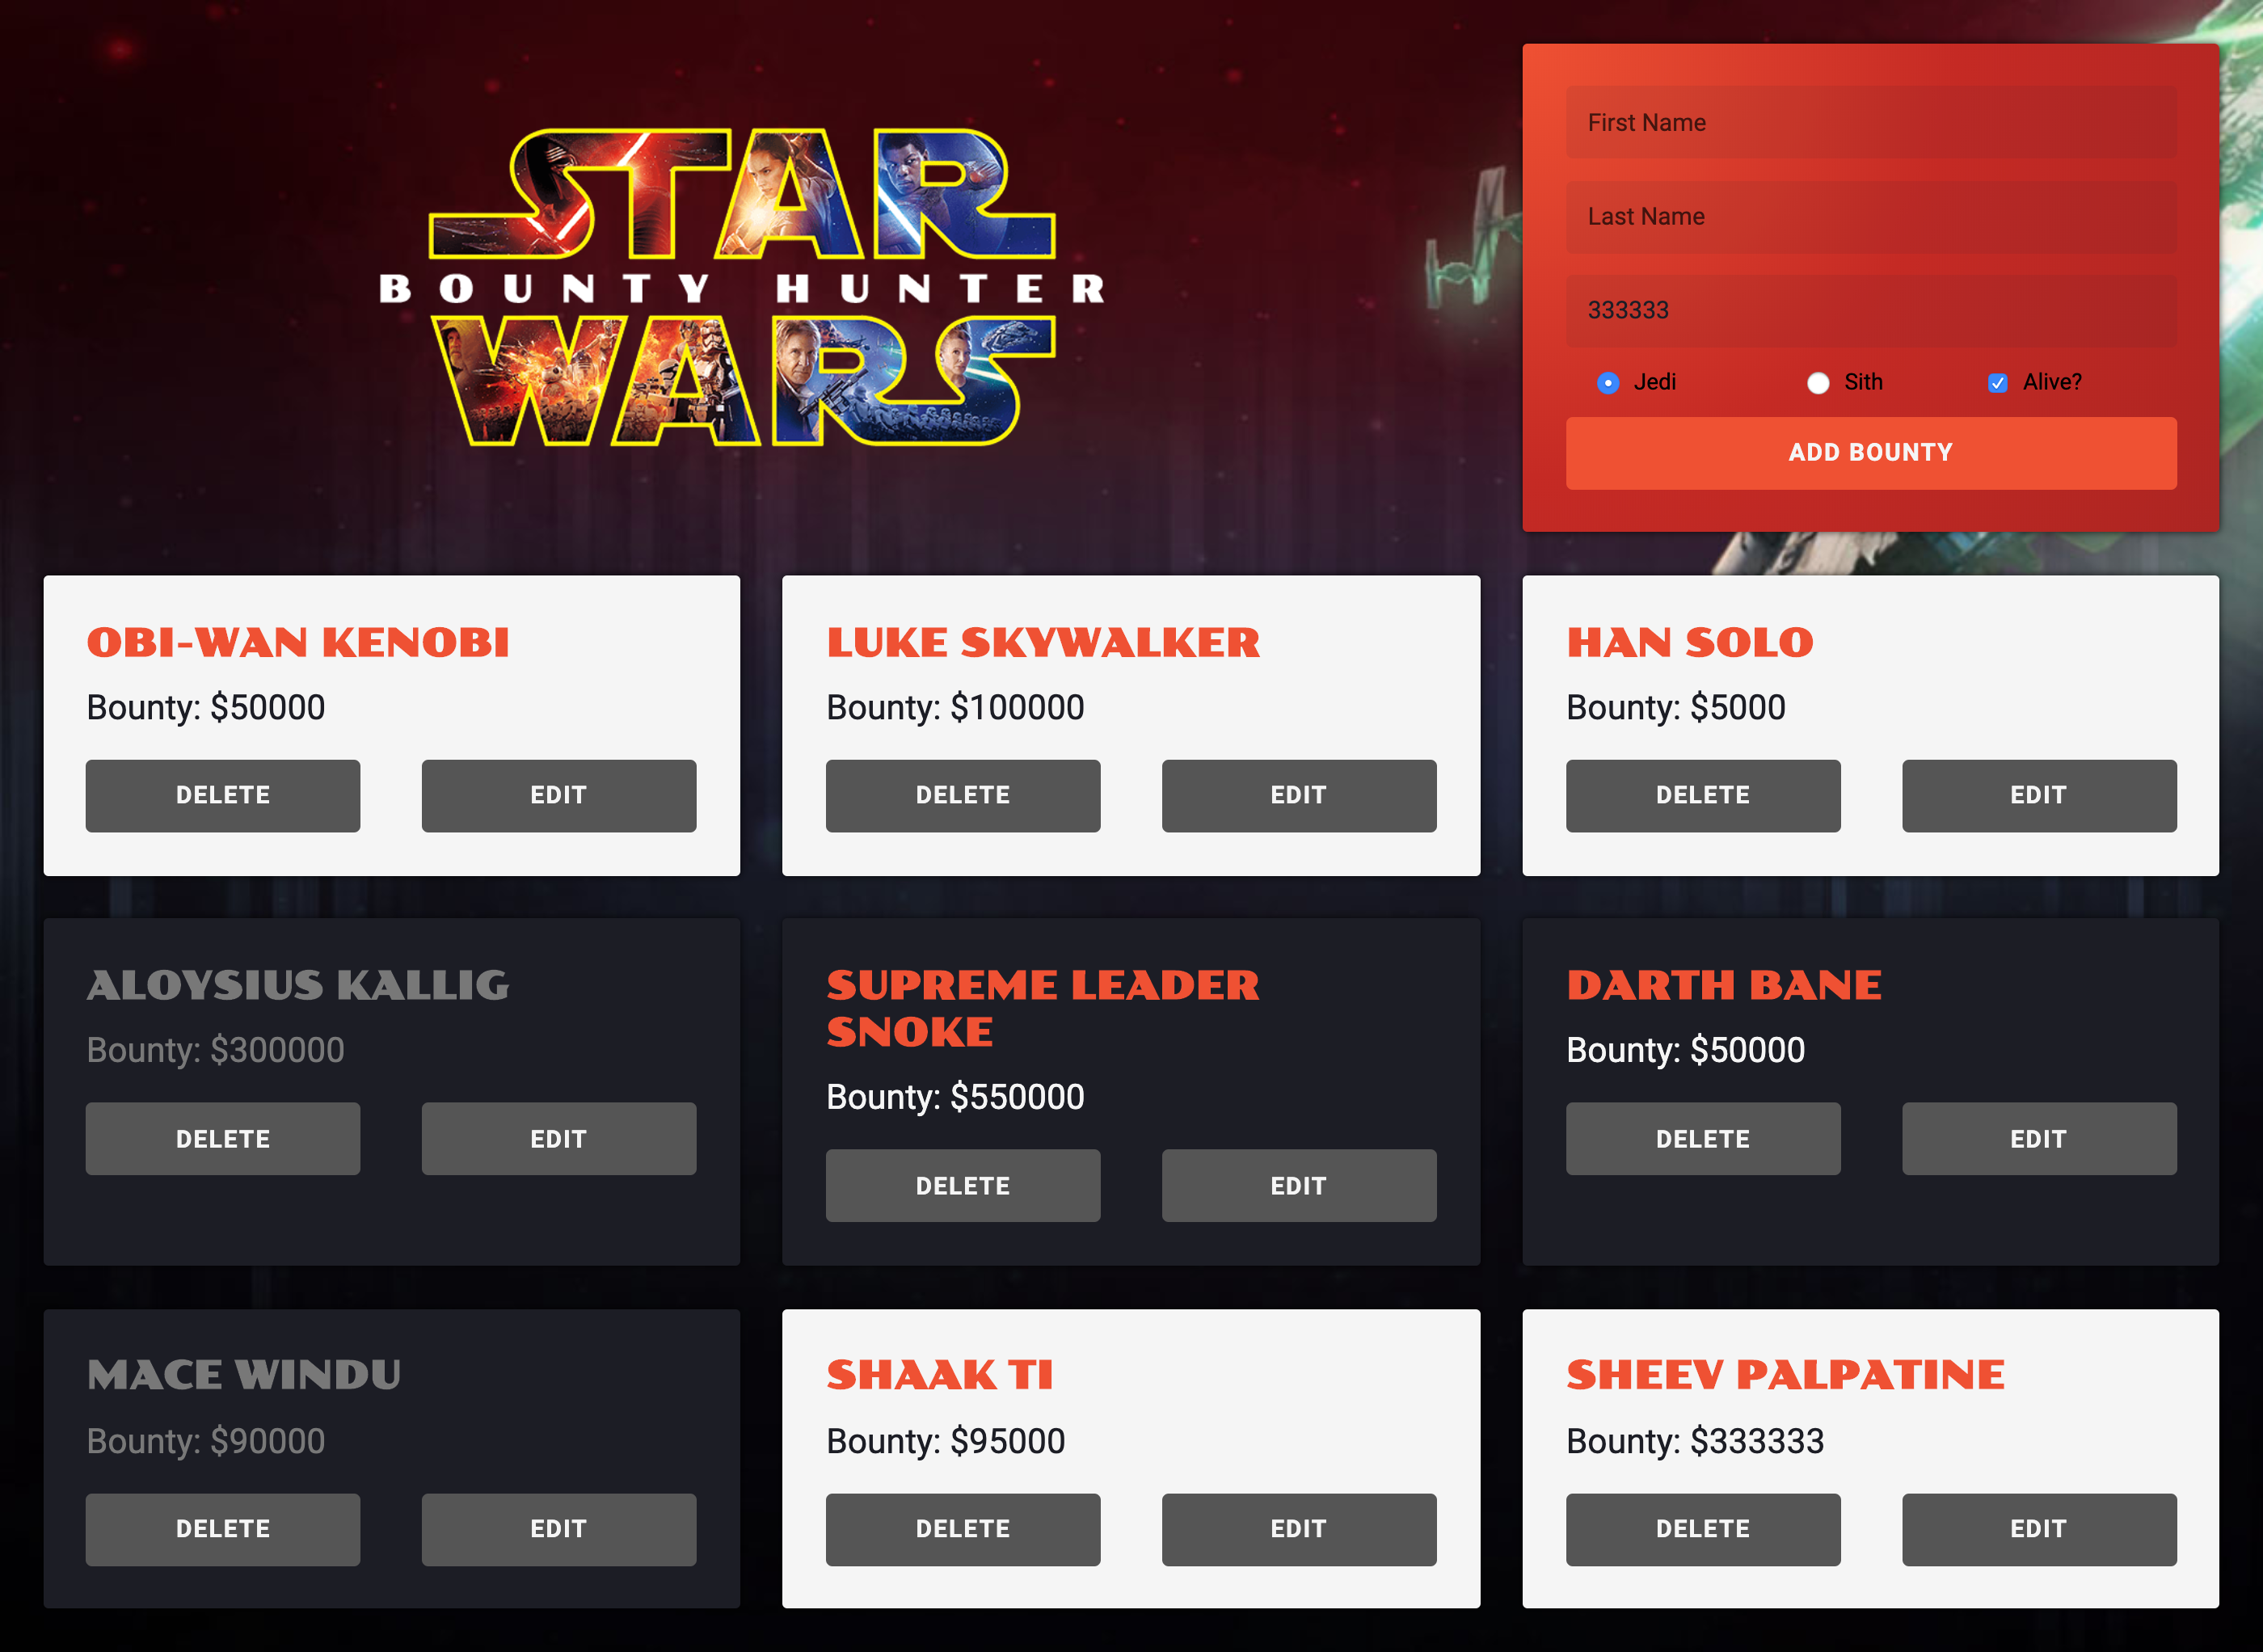 STAR
BOUNTY HUNTER
WARS
First Name
Last Name
333333
Jedi
Sith
Alive?
ADD BOUNTY
OBI-WAN KENOBI
Bounty: $50000
DELETE
EDIT
LUKE SKYWALKER
Bounty: $100000
DELETE
EDIT
HAN SOLO
Bounty: $5000
DELETE
EDIT
ALOYSIUS KALLIG
Bounty: $300000
DELETE
EDIT
SUPREME LEADER
SNOKE
Bounty: $550000
DELETE
EDIT
DARTH BANE
Bounty: $50000
DELETE
EDIT
MACE WINDU
Bounty: $90000
DELETE
EDIT
SHAAK TI
Bounty: $95000
DELETE
EDIT
SHEEV PALPATINE
Bounty: $333333
DELETE
EDIT